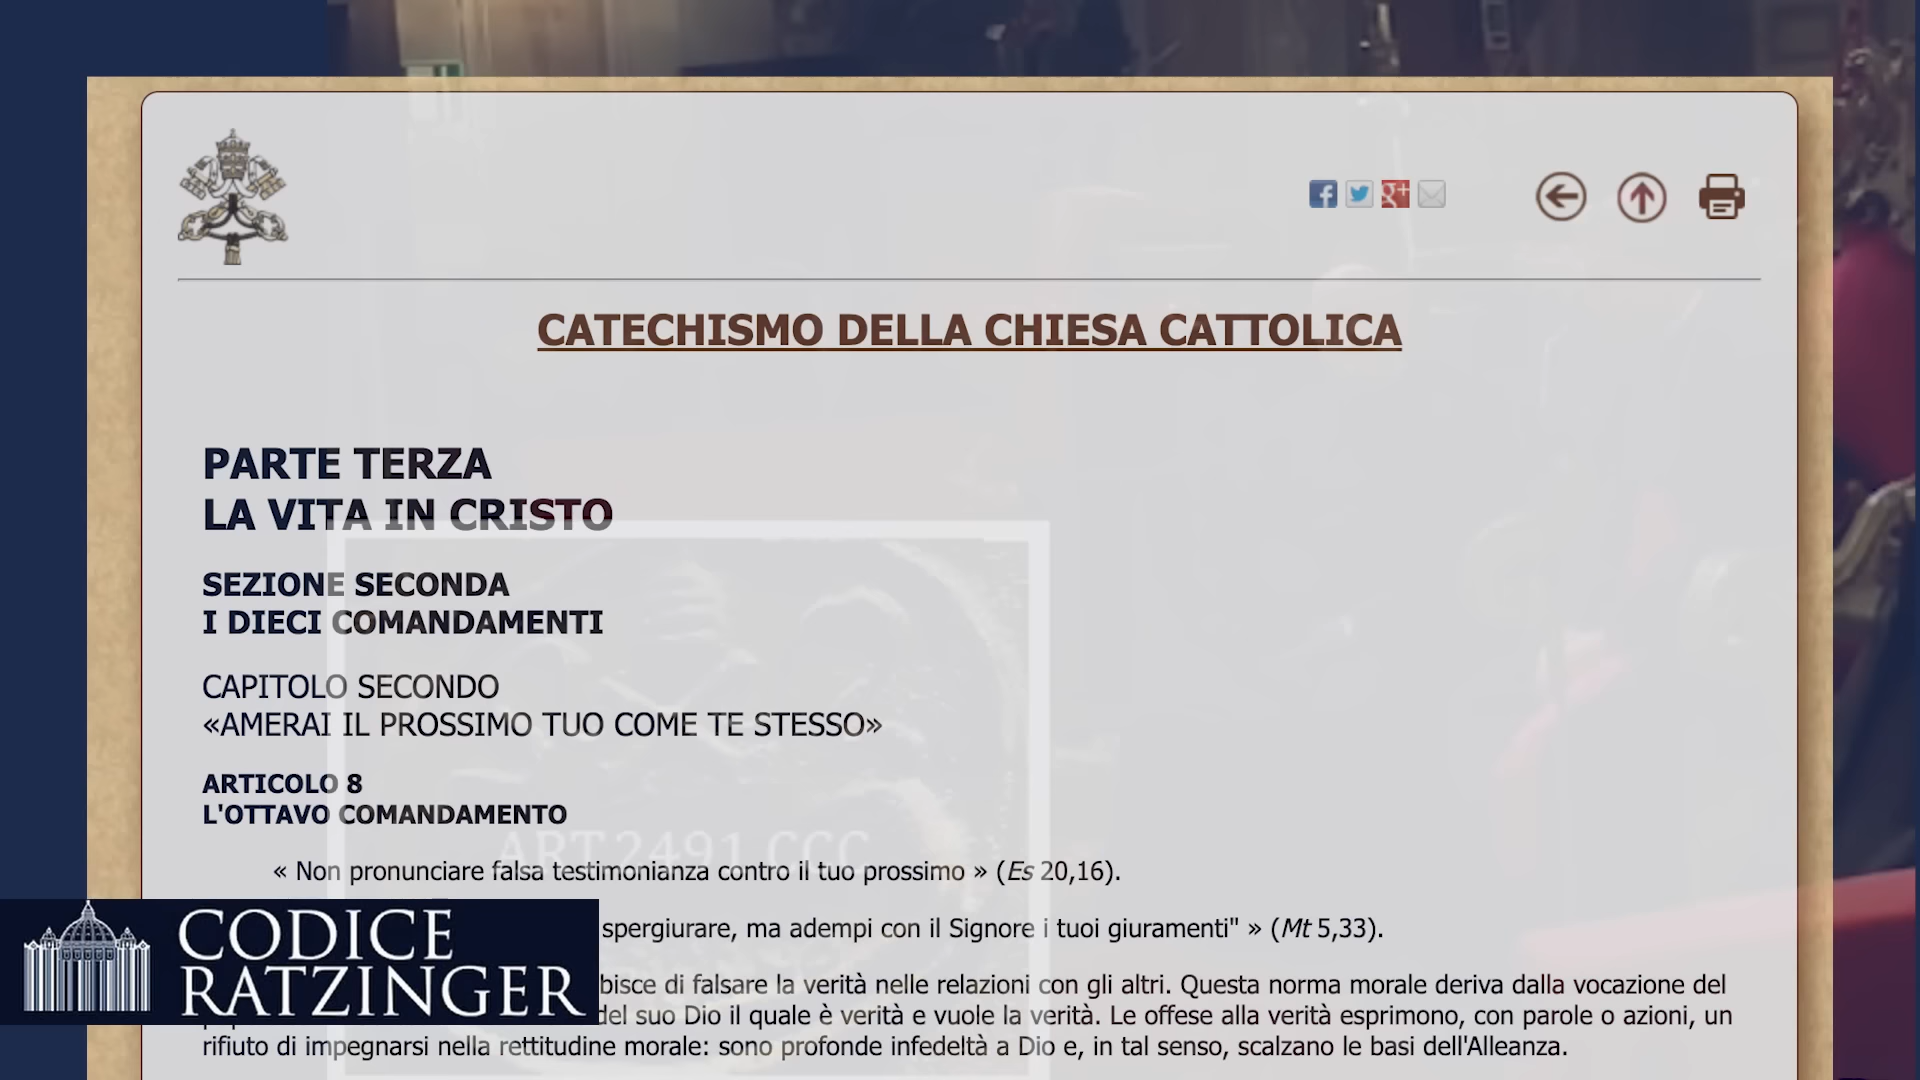 CATECHISMO DELLA CHIESA CATTOLICA
PARTE TERZA
LA VITA IN CRISTO
SEZIONE SECONDA
I DIECI COMANDAMENTI
CAPITOLO SECONDO
«AMERAI IL PROSSIMO TUO COME TE STESSO»
ARTICOLO 8
L'OTTAVO COMANDAMENTO
ART.2491 CCC
« Non pronunciare falsa testimonianza contro il tuo prossimo » (Es 20,16).
spergiurare, ma adempi con il Signore i tuoi giuramenti" » (Mt 5,33).
di falsare la verità nelle relazioni con gli altri. Questa norma morale deriva dalla vocazione del
del suo Dio il quale è verità e vuole la verità. Le offese alla verità esprimono, con parole o azioni, un
rifiuto di impegnarsi nella rettitudine morale: sono profonde infedeltà a Dio e, in tal senso, scalzano le basi dell'Alleanza.
CODICE
RATZINGER